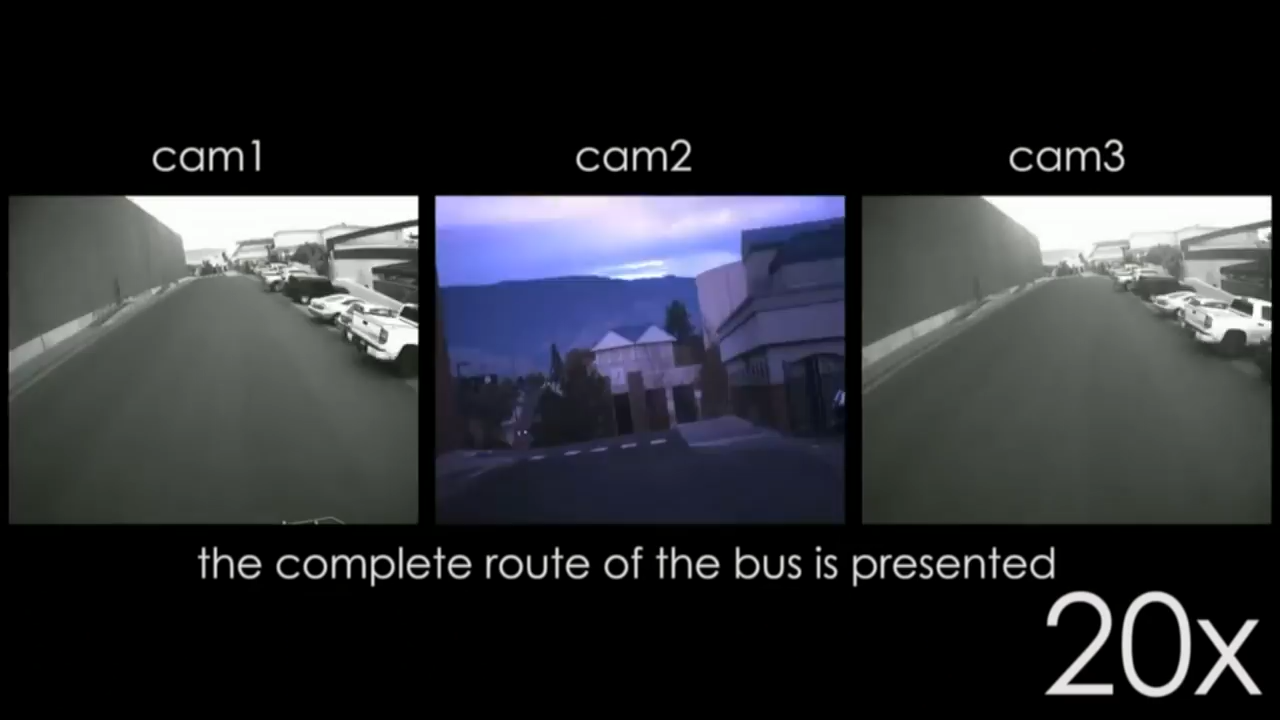 cam1
cam2
cam3
the complete route of the bus is presented
20x